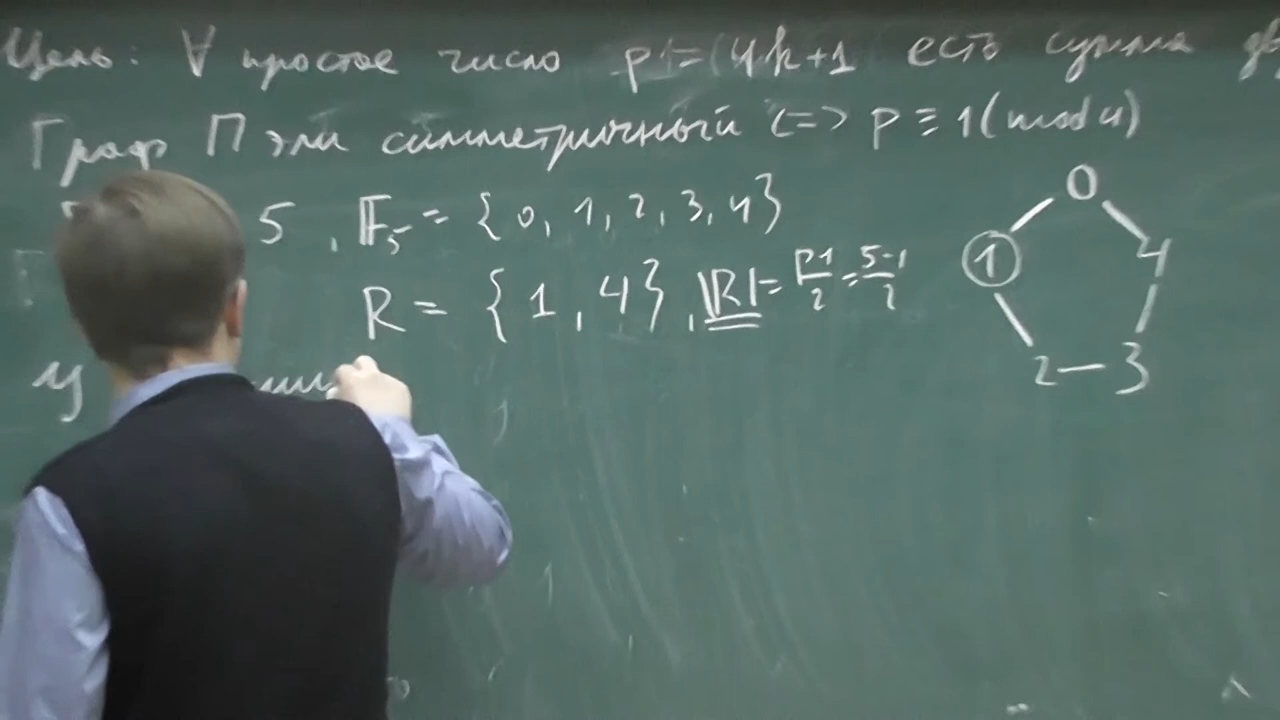 Цель: ∀ простое число p = 4k+1 есть сумма
Граф Пэли симметричный <=> p ≡ 1 (mod 4)
5, 𝔽₅ = {0, 1, 2, 3, 4}
R = {1, 4}, |R| = p-1/2 = 5-1/2
0
1
4
2 — 3